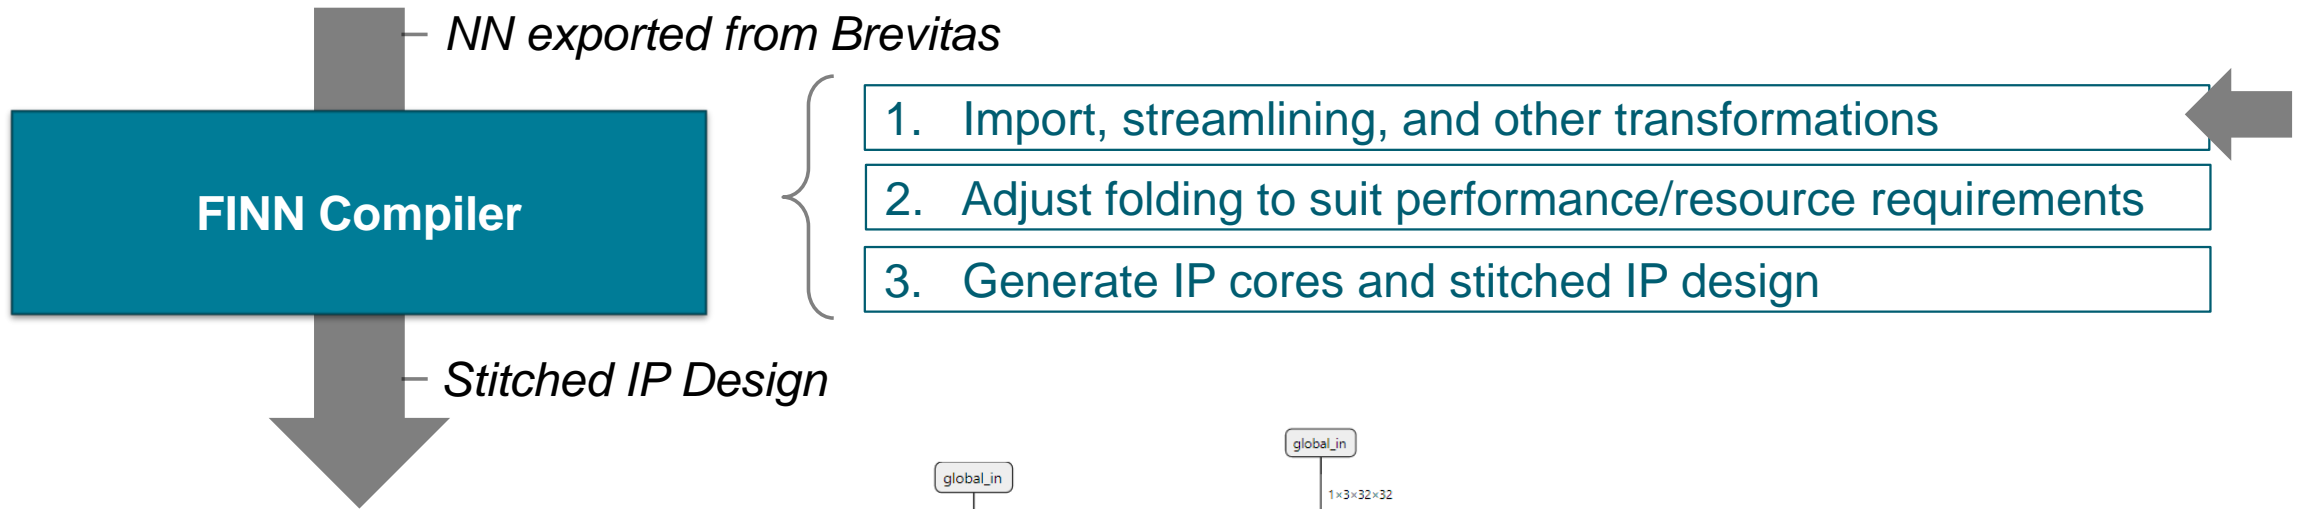 NN exported from Brevitas
FINN Compiler
1. Import, streamlining, and other transformations
2. Adjust folding to suit performance/resource requirements
3. Generate IP cores and stitched IP design
Stitched IP Design
global_in
global_in
1×3×32×32